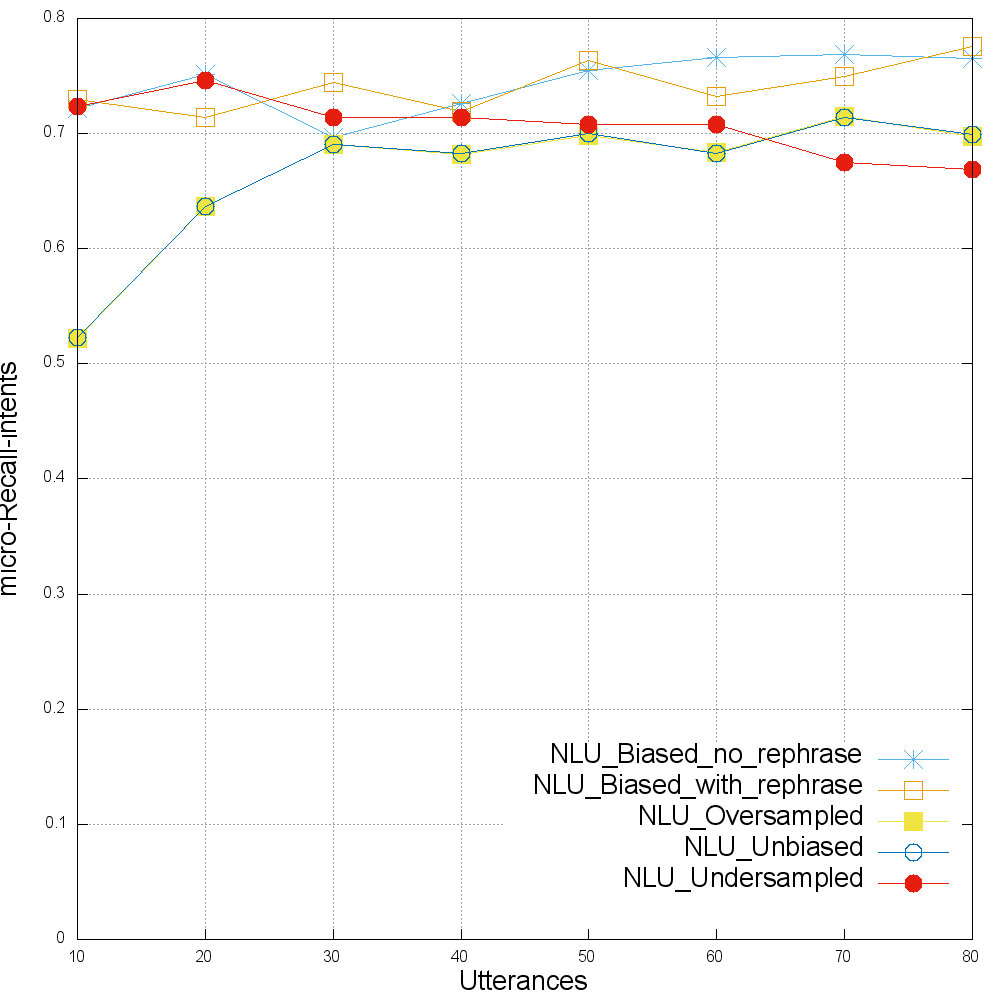 0.8
0.7
0.6
0.5
0.4
0.3
0.2
0.1
0
micro-Recall-intents
NLU_Biased_no_rephrase
NLU_Biased_with_rephrase
NLU_Oversampled
NLU_Unbiased
NLU_Undersampled
10 20 30 40 50 60 70 80
Utterances